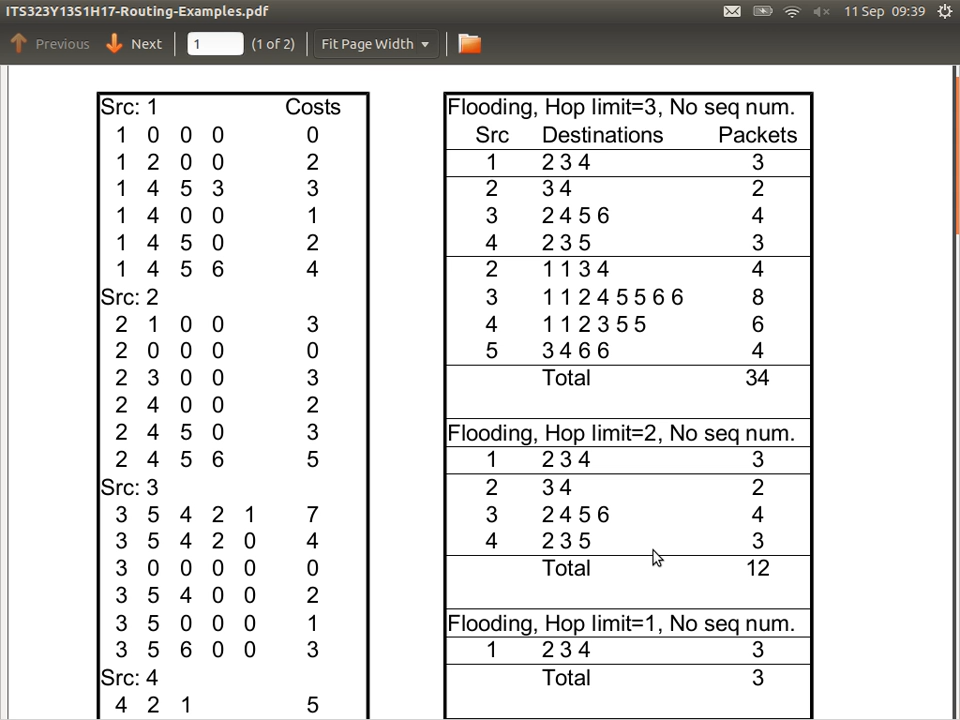 ITS323Y13S1H17-Routing-Examples.pdf 11 Sep 09:39
Previous Next 1 (1 of 2) Fit Page Width
Src: 1 Costs
1 0 0 0 0
1 2 0 0 2
1 4 5 3 3
1 4 0 0 1
1 4 5 0 2
1 4 5 6 4
Src: 2
2 1 0 0 3
2 0 0 0 0
2 3 0 0 3
2 4 0 0 2
2 4 5 0 3
2 4 5 6 5
Src: 3
3 5 4 2 1 7
3 5 4 2 0 4
3 0 0 0 0 0
3 5 4 0 0 2
3 5 0 0 0 1
3 5 6 0 0 3
Src: 4
4 2 1 5
Flooding, Hop limit=3, No seq num.
Src Destinations Packets
1 2 3 4 3
2 3 4 2
3 2 4 5 6 4
4 2 3 5 3
2 1 1 3 4 4
3 1 1 2 4 5 5 6 6 8
4 1 1 2 3 5 5 6
5 3 4 6 6 4
Total 34
Flooding, Hop limit=2, No seq num.
1 2 3 4 3
2 3 4 2
3 2 4 5 6 4
4 2 3 5 3
Total 12
Flooding, Hop limit=1, No seq num.
1 2 3 4 3
Total 3